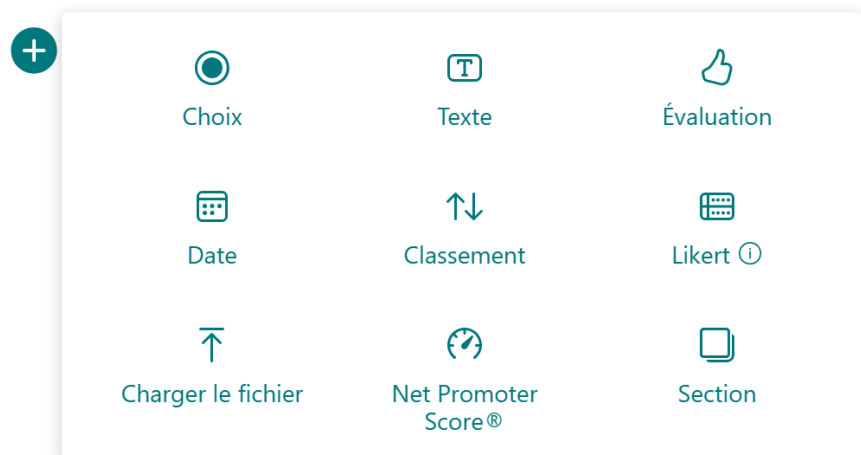 Choix
Texte
Évaluation
Date
Classement
Likert
Charger le fichier
Net Promoter
Score®
Section